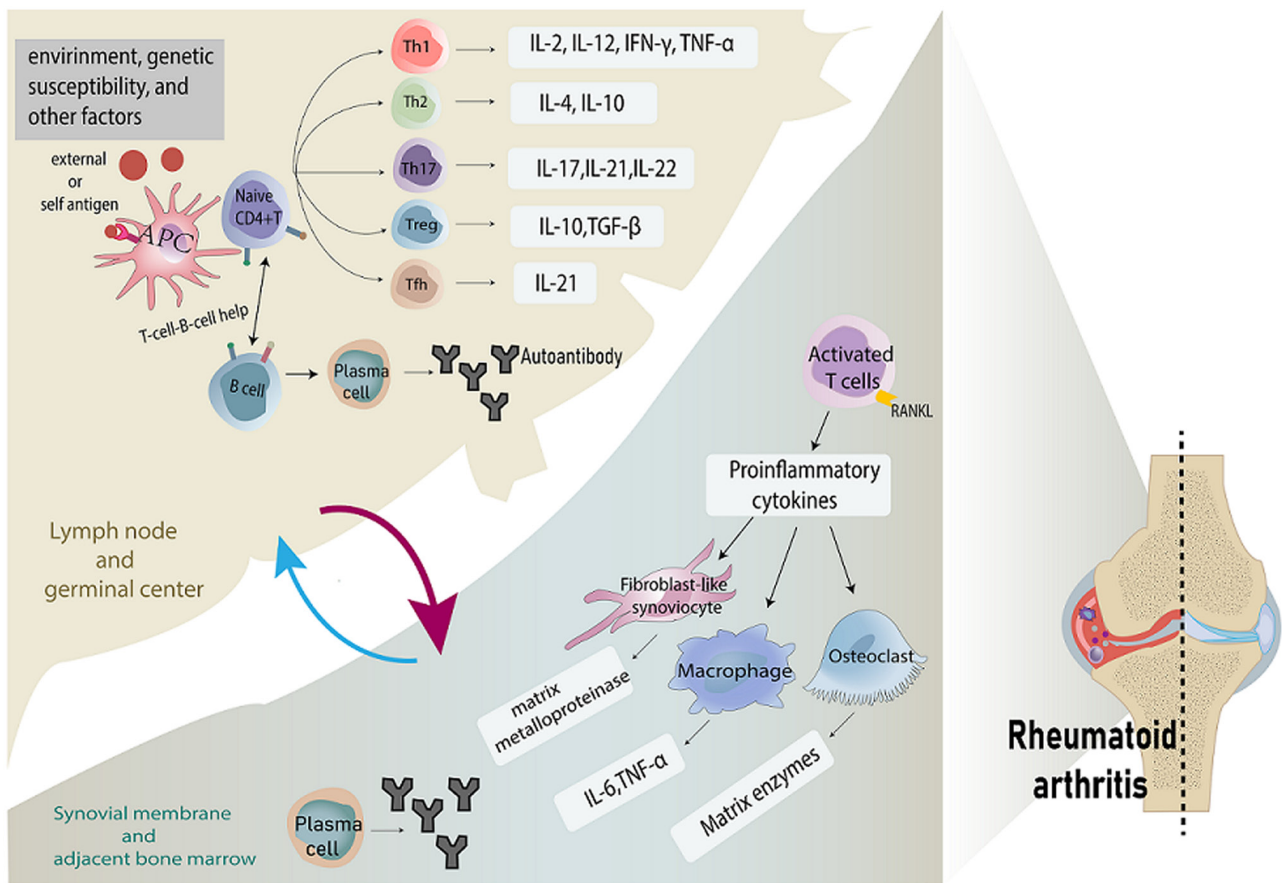 envirinment, genetic
susceptibility, and
other factors
external
or
self antigen
APC
Naive
CD4+T
T-cell-B-cell help
B cell
Plasma
cell
Autoantibody
Th1
IL-2, IL-12, IFN-γ, TNF-α
Th2
IL-4, IL-10
Th17
IL-17,IL-21,IL-22
Treg
IL-10,TGF-β
Tfh
IL-21
Lymph node
and
germinal center
Activated
T cells
RANKL
Proinflammatory
cytokines
Fibroblast-like
synoviocyte
Macrophage
Osteoclast
matrix
metalloproteinase
IL-6,TNF-α
Matrix enzymes
Synovial membrane
and
adjacent bone marrow
Plasma
cell
Rheumatoid
arthritis